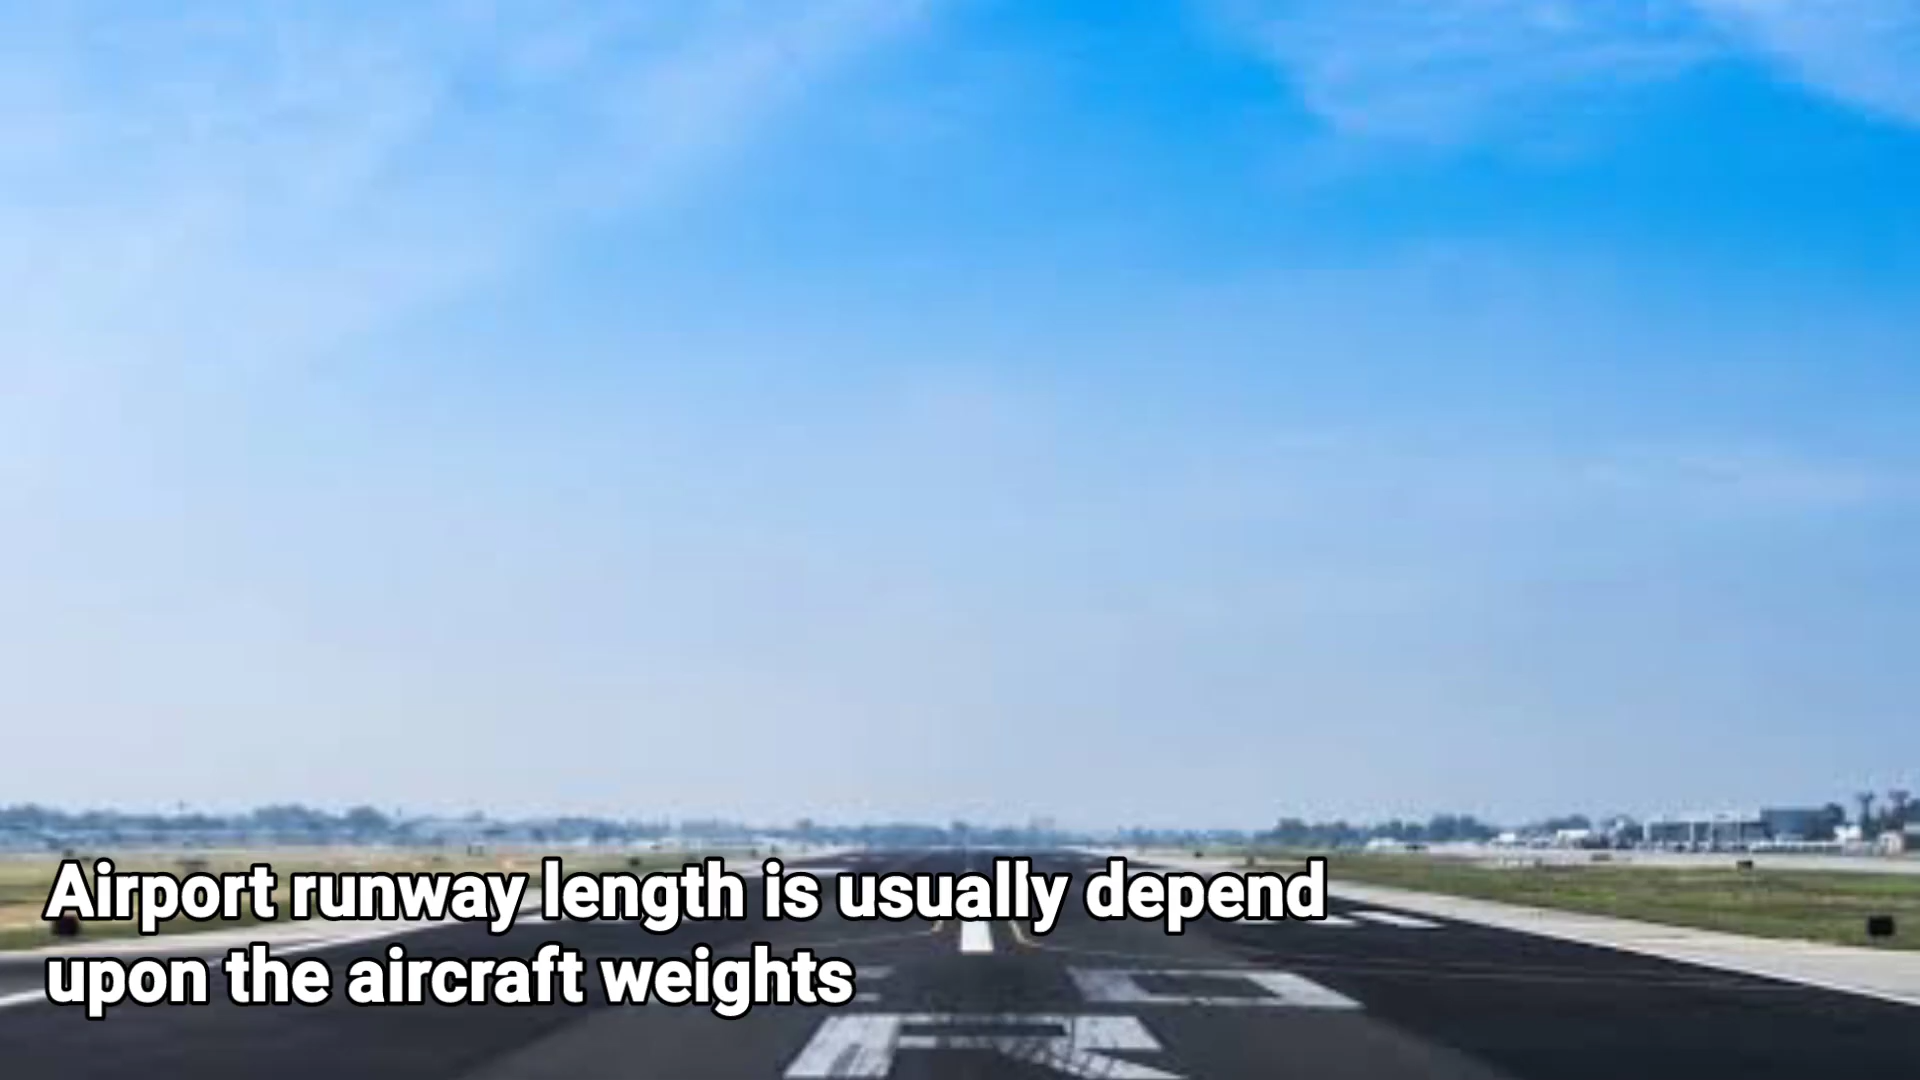 Airport runway length is usually depend
upon the aircraft weights